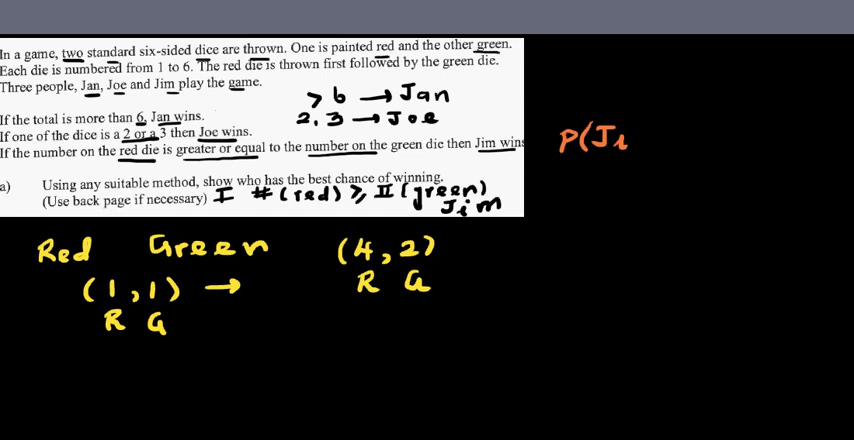 In a game, two standard six-sided dice are thrown. One is painted red and the other green.
Each die is numbered from 1 to 6. The red die is thrown first followed by the green die.
Three people, Jan, Joe and Jim play the game.
> 6 → Jan
If the total is more than 6, Jan wins.
2, 3 → Joe
If one of the dice is a 2 or a 3 then Joe wins.
If the number on the red die is greater or equal to the number on the green die then Jim wins
P(Ji
a) Using any suitable method, show who has the best chance of winning.
(Use back page if necessary) I #(red) ⩾ II (green)
Jim
Red Green (4, 2)
(1, 1) → R G
R G